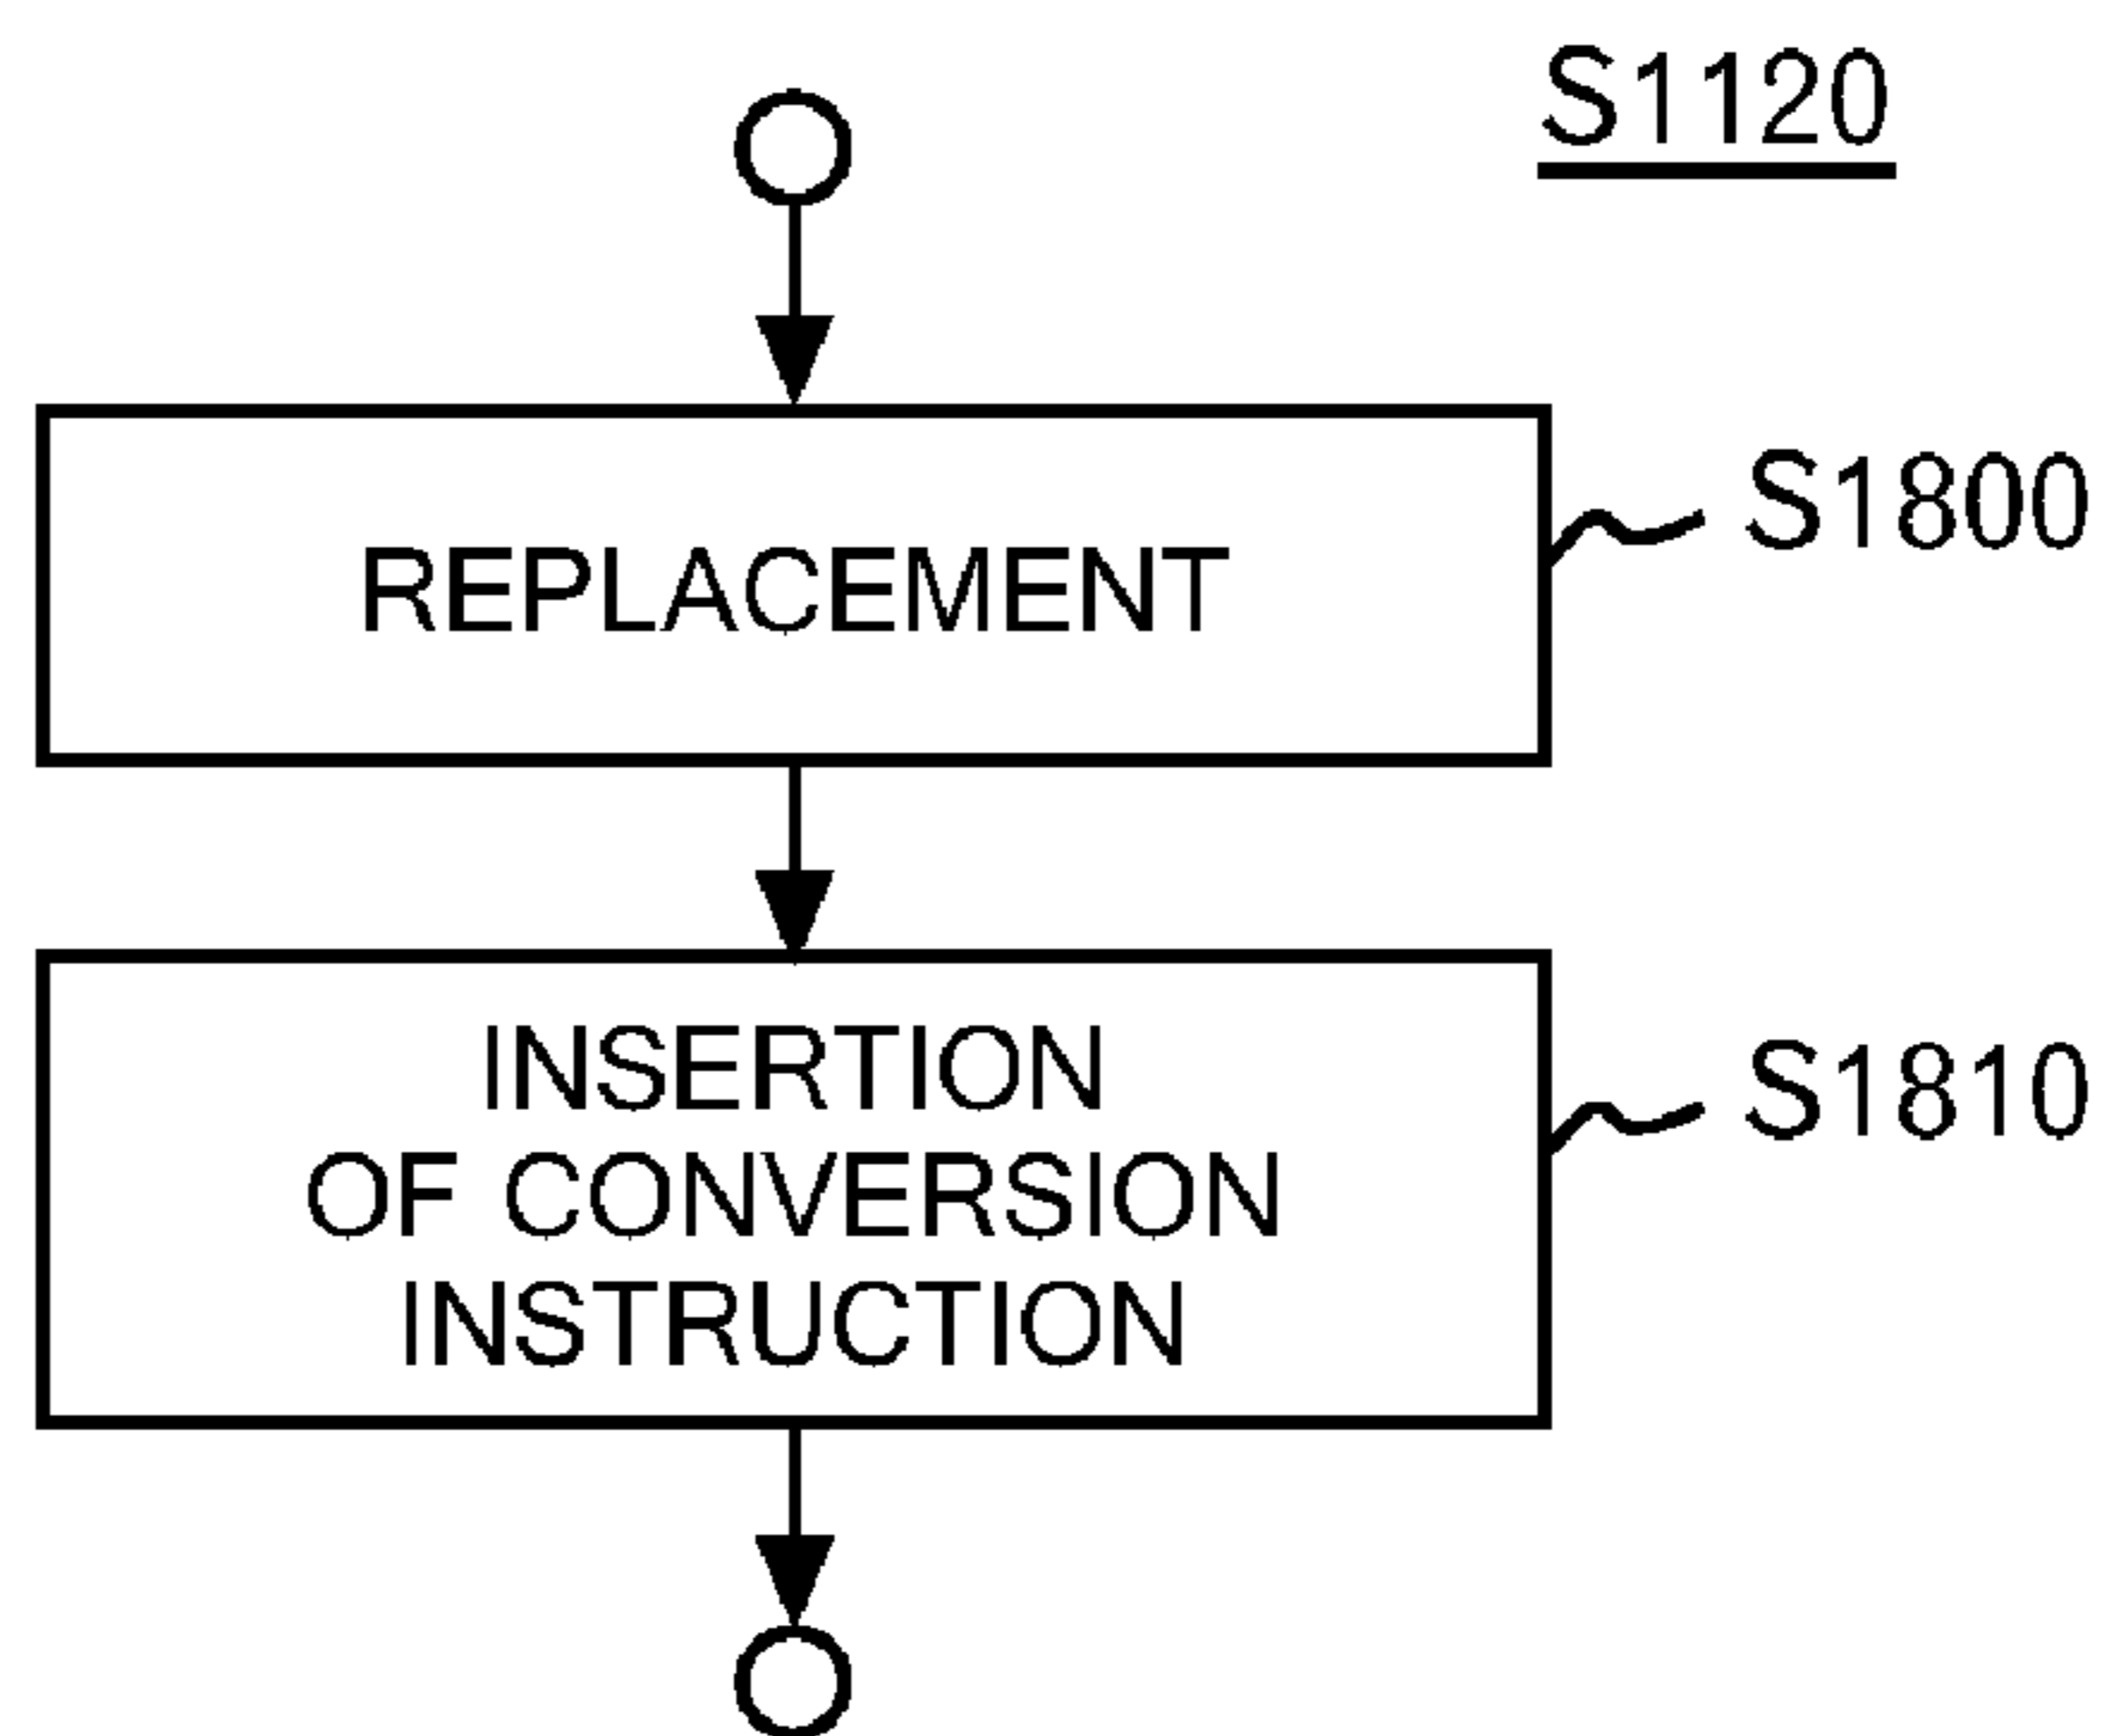 S1120
REPLACEMENT
S1800
INSERTION
OF CONVERSION
INSTRUCTION
S1810